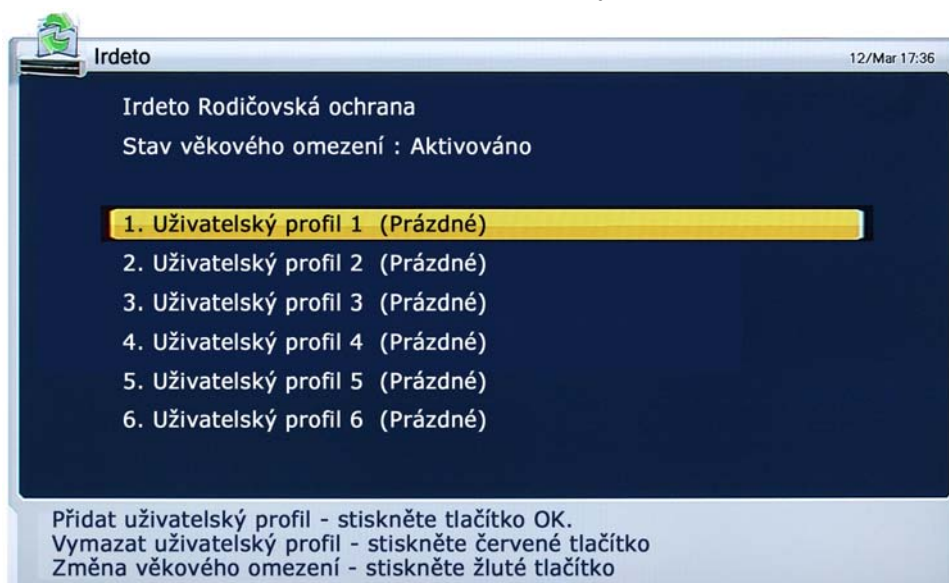 Irdeto
12/Mar 17:36
Irdeto Rodičovská ochrana
Stav věkového omezení : Aktivováno
1. Uživatelský profil 1 (Prázdné)
2. Uživatelský profil 2 (Prázdné)
3. Uživatelský profil 3 (Prázdné)
4. Uživatelský profil 4 (Prázdné)
5. Uživatelský profil 5 (Prázdné)
6. Uživatelský profil 6 (Prázdné)
Přidat uživatelský profil - stiskněte tlačítko OK.
Vymazat uživatelský profil - stiskněte červené tlačítko
Změna věkového omezení - stiskněte žluté tlačítko